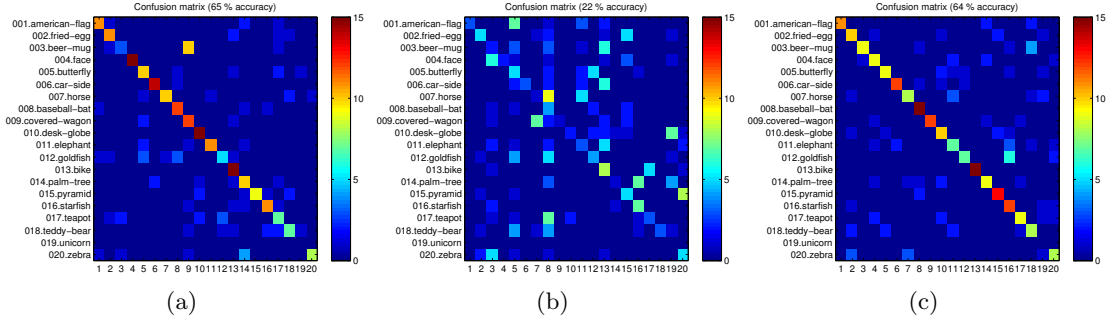 Confusion matrix (65 % accuracy)
001.american-flag
002.fried-egg
003.beer-mug
004.face
005.butterfly
006.car-side
007.horse
008.baseball-bat
009.covered-wagon
010.desk-globe
011.elephant
012.goldfish
013.bike
014.palm-tree
015.pyramid
016.starfish
017.teapot
018.teddy-bear
019.unicorn
020.zebra
1 2 3 4 5 6 7 8 9 10 11 12 13 14 15 16 17 18 19 20
15
10
5
0
(a)
Confusion matrix (22 % accuracy)
001.american-flag
002.fried-egg
003.beer-mug
004.face
005.butterfly
006.car-side
007.horse
008.baseball-bat
009.covered-wagon
010.desk-globe
011.elephant
012.goldfish
013.bike
014.palm-tree
015.pyramid
016.starfish
017.teapot
018.teddy-bear
019.unicorn
020.zebra
1 2 3 4 5 6 7 8 9 10 11 12 13 14 15 16 17 18 19 20
15
10
5
0
(b)
Confusion matrix (64 % accuracy)
001.american-flag
002.fried-egg
003.beer-mug
004.face
005.butterfly
006.car-side
007.horse
008.baseball-bat
009.covered-wagon
010.desk-globe
011.elephant
012.goldfish
013.bike
014.palm-tree
015.pyramid
016.starfish
017.teapot
018.teddy-bear
019.unicorn
020.zebra
1 2 3 4 5 6 7 8 9 10 11 12 13 14 15 16 17 18 19 20
15
10
5
0
(c)